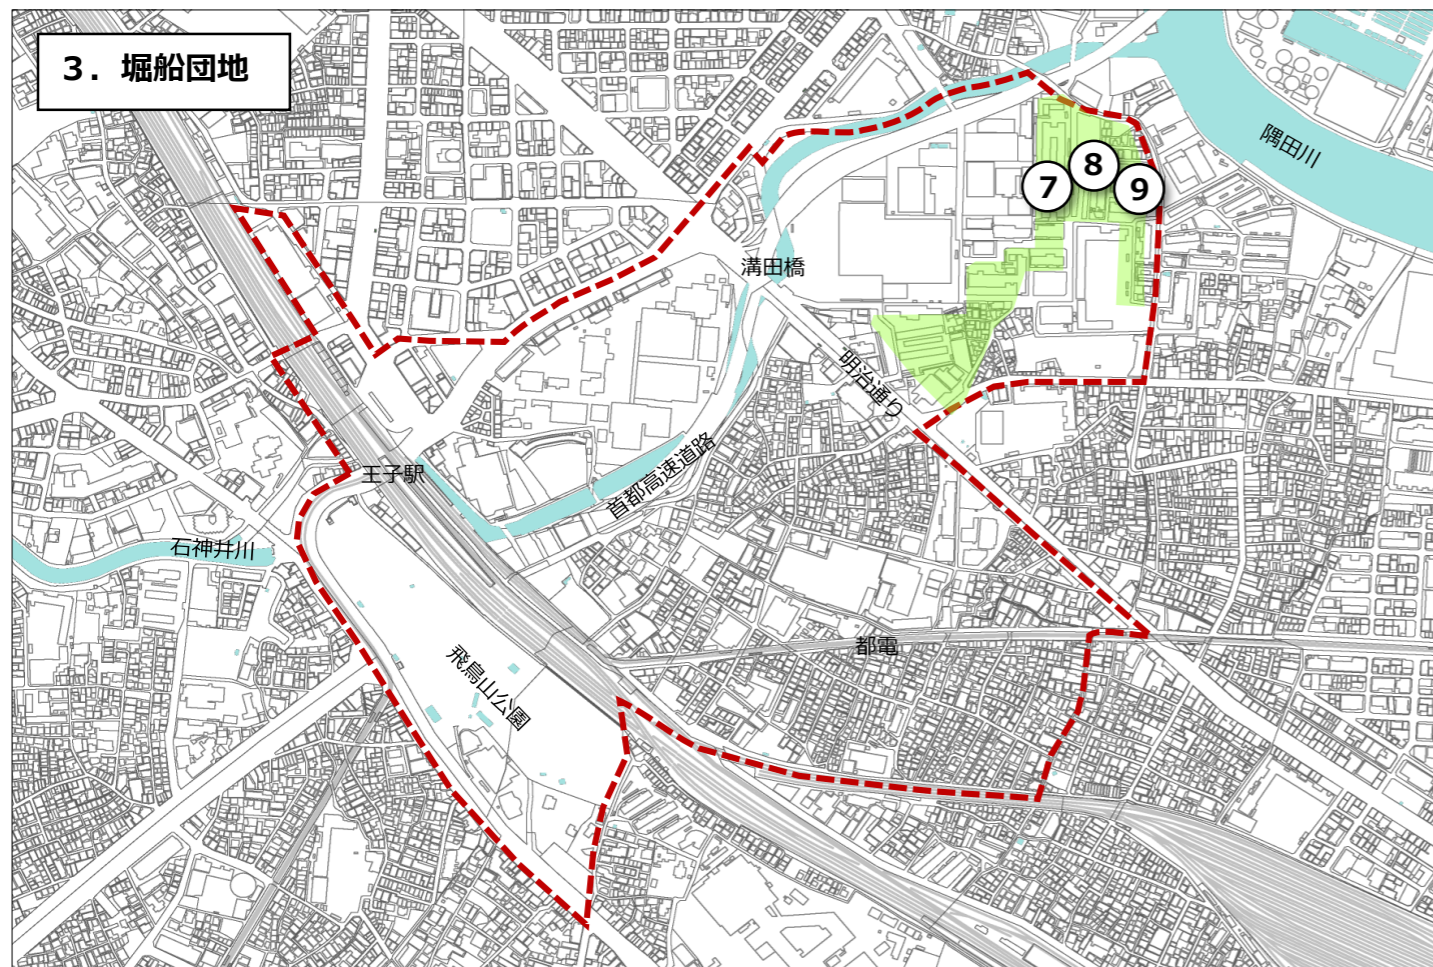 3．堀船団地
隅田川
8
7
9
溝田橋
明治通り
王子駅
首都高速道路
石神井川
都電
飛鳥山公園